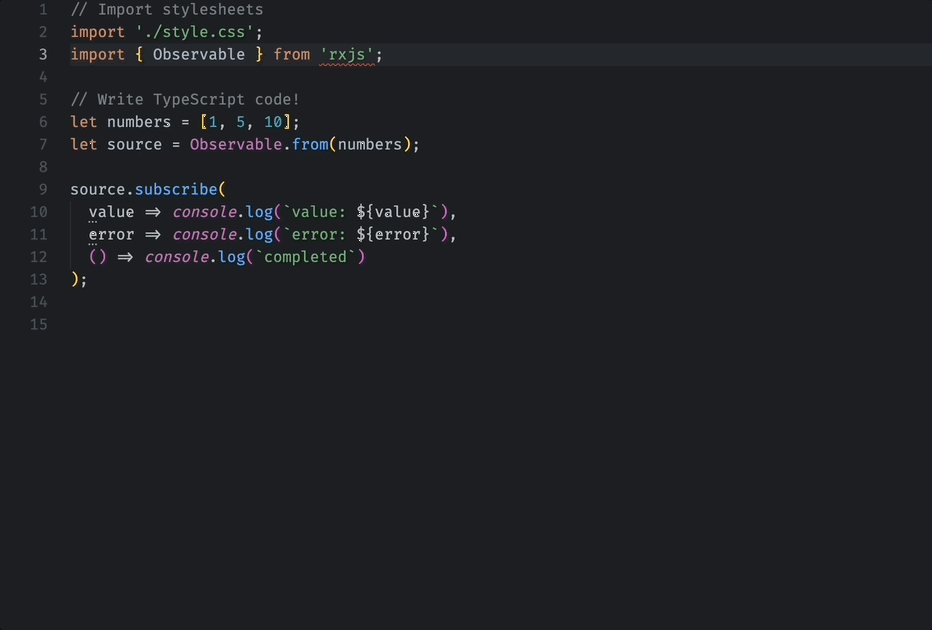 1 // Import stylesheets
2 import './style.css';
3 import { Observable } from 'rxjs';
4
5 // Write TypeScript code!
6 let numbers = [1, 5, 10];
7 let source = Observable.from(numbers);
8
9 source.subscribe(
10   value => console.log(`value: ${value}`),
11   error => console.log(`error: ${error}`),
12   () => console.log(`completed`)
13 );
14
15